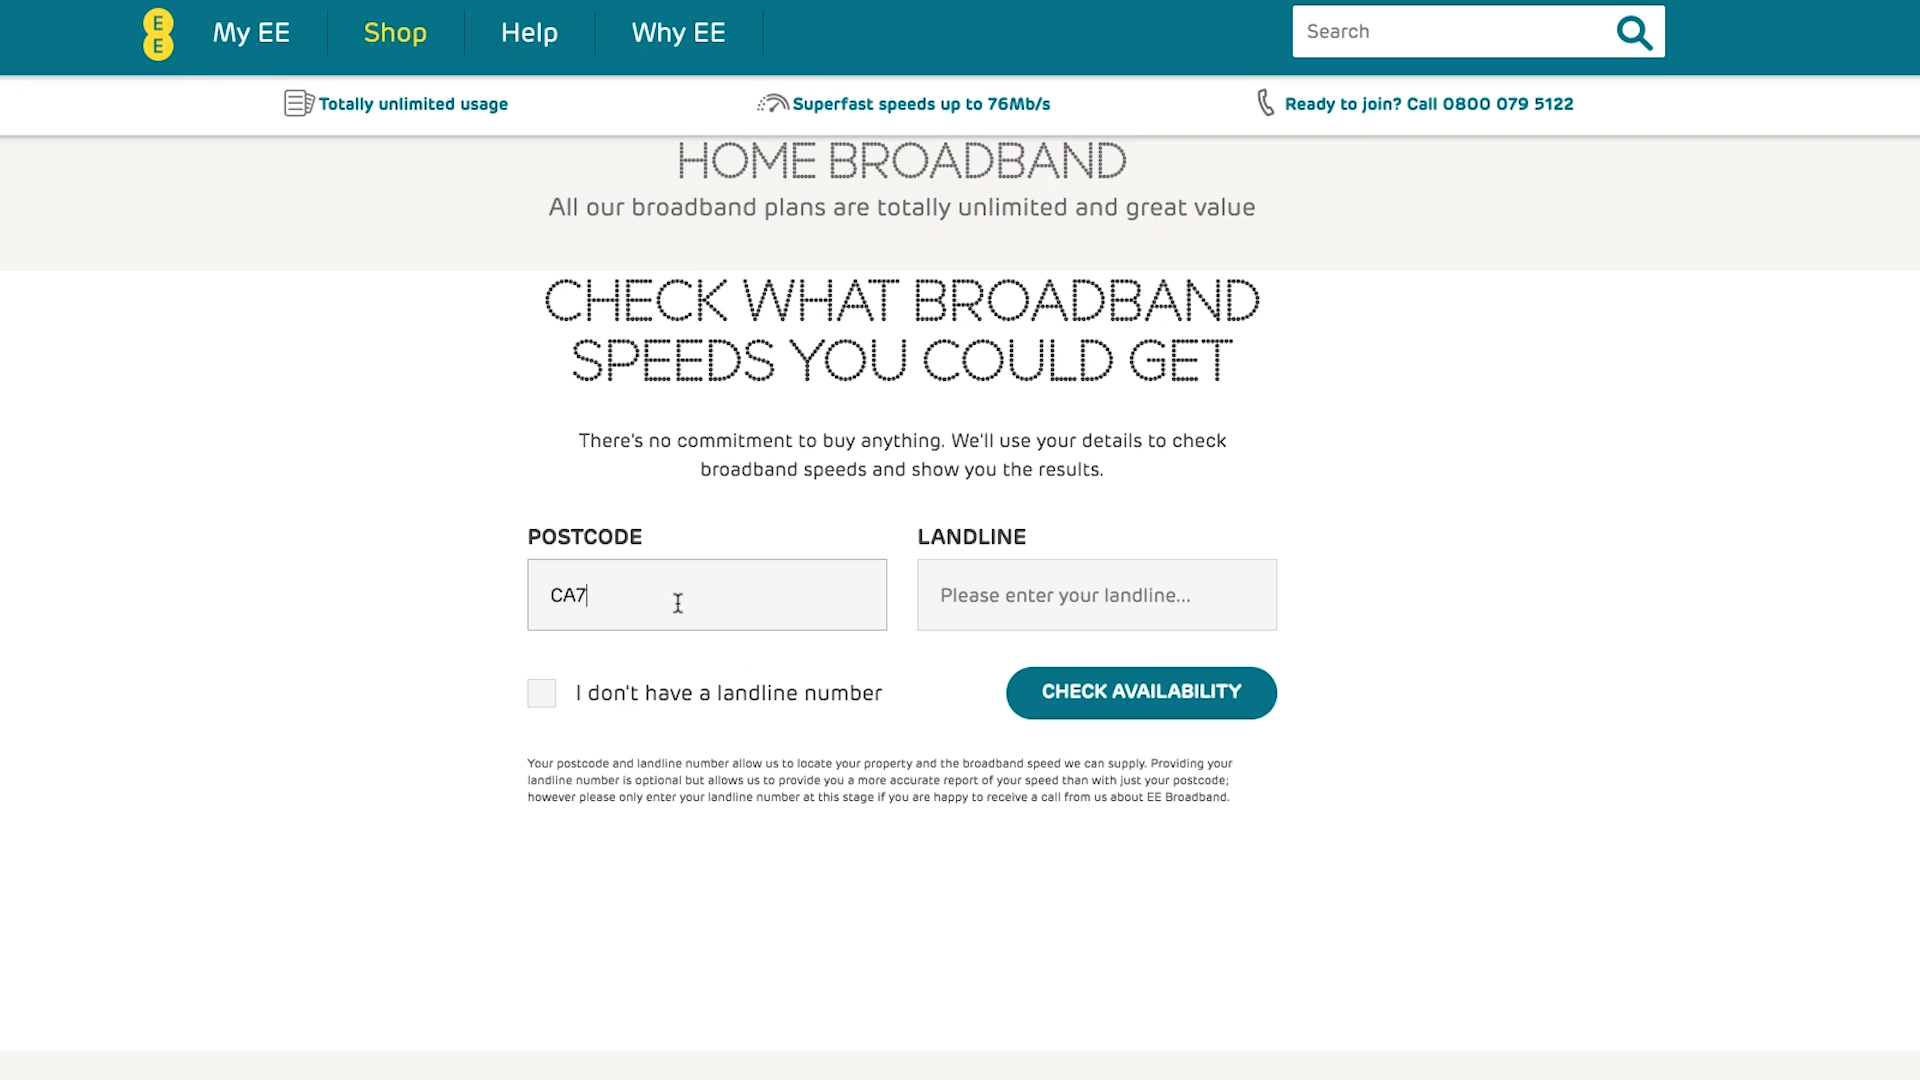 E
E
My EE
Shop
Help
Why EE
Search
Totally unlimited usage
Superfast speeds up to 76Mb/s
Ready to join? Call 0800 079 5122
HOME BROADBAND
All our broadband plans are totally unlimited and great value
CHECK WHAT BROADBAND
SPEEDS YOU COULD GET
There's no commitment to buy anything. We'll use your details to check
broadband speeds and show you the results.
POSTCODE
LANDLINE
CA7
Please enter your landline...
I don't have a landline number
CHECK AVAILABILITY
Your postcode and landline number allow us to locate your property and the broadband speed we can supply. Providing your
landline number is optional but allows us to provide you a more accurate report of your speed than with just your postcode;
however please only enter your landline number at this stage if you are happy to receive a call from us about EE Broadband.